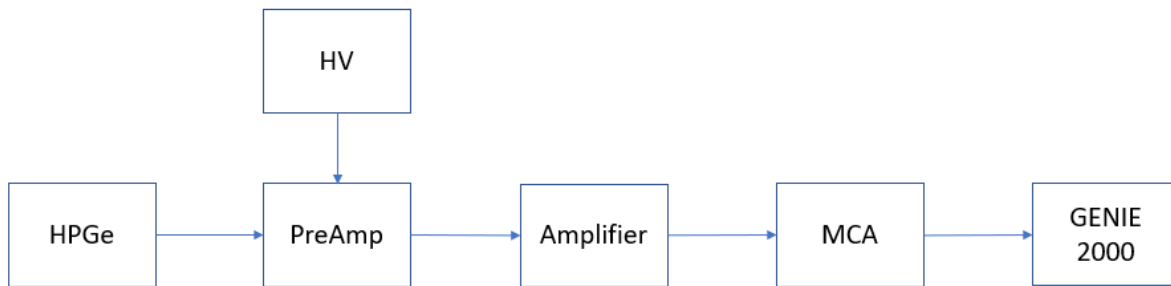 HV
HPGe
PreAmp
Amplifier
MCA
GENIE
2000